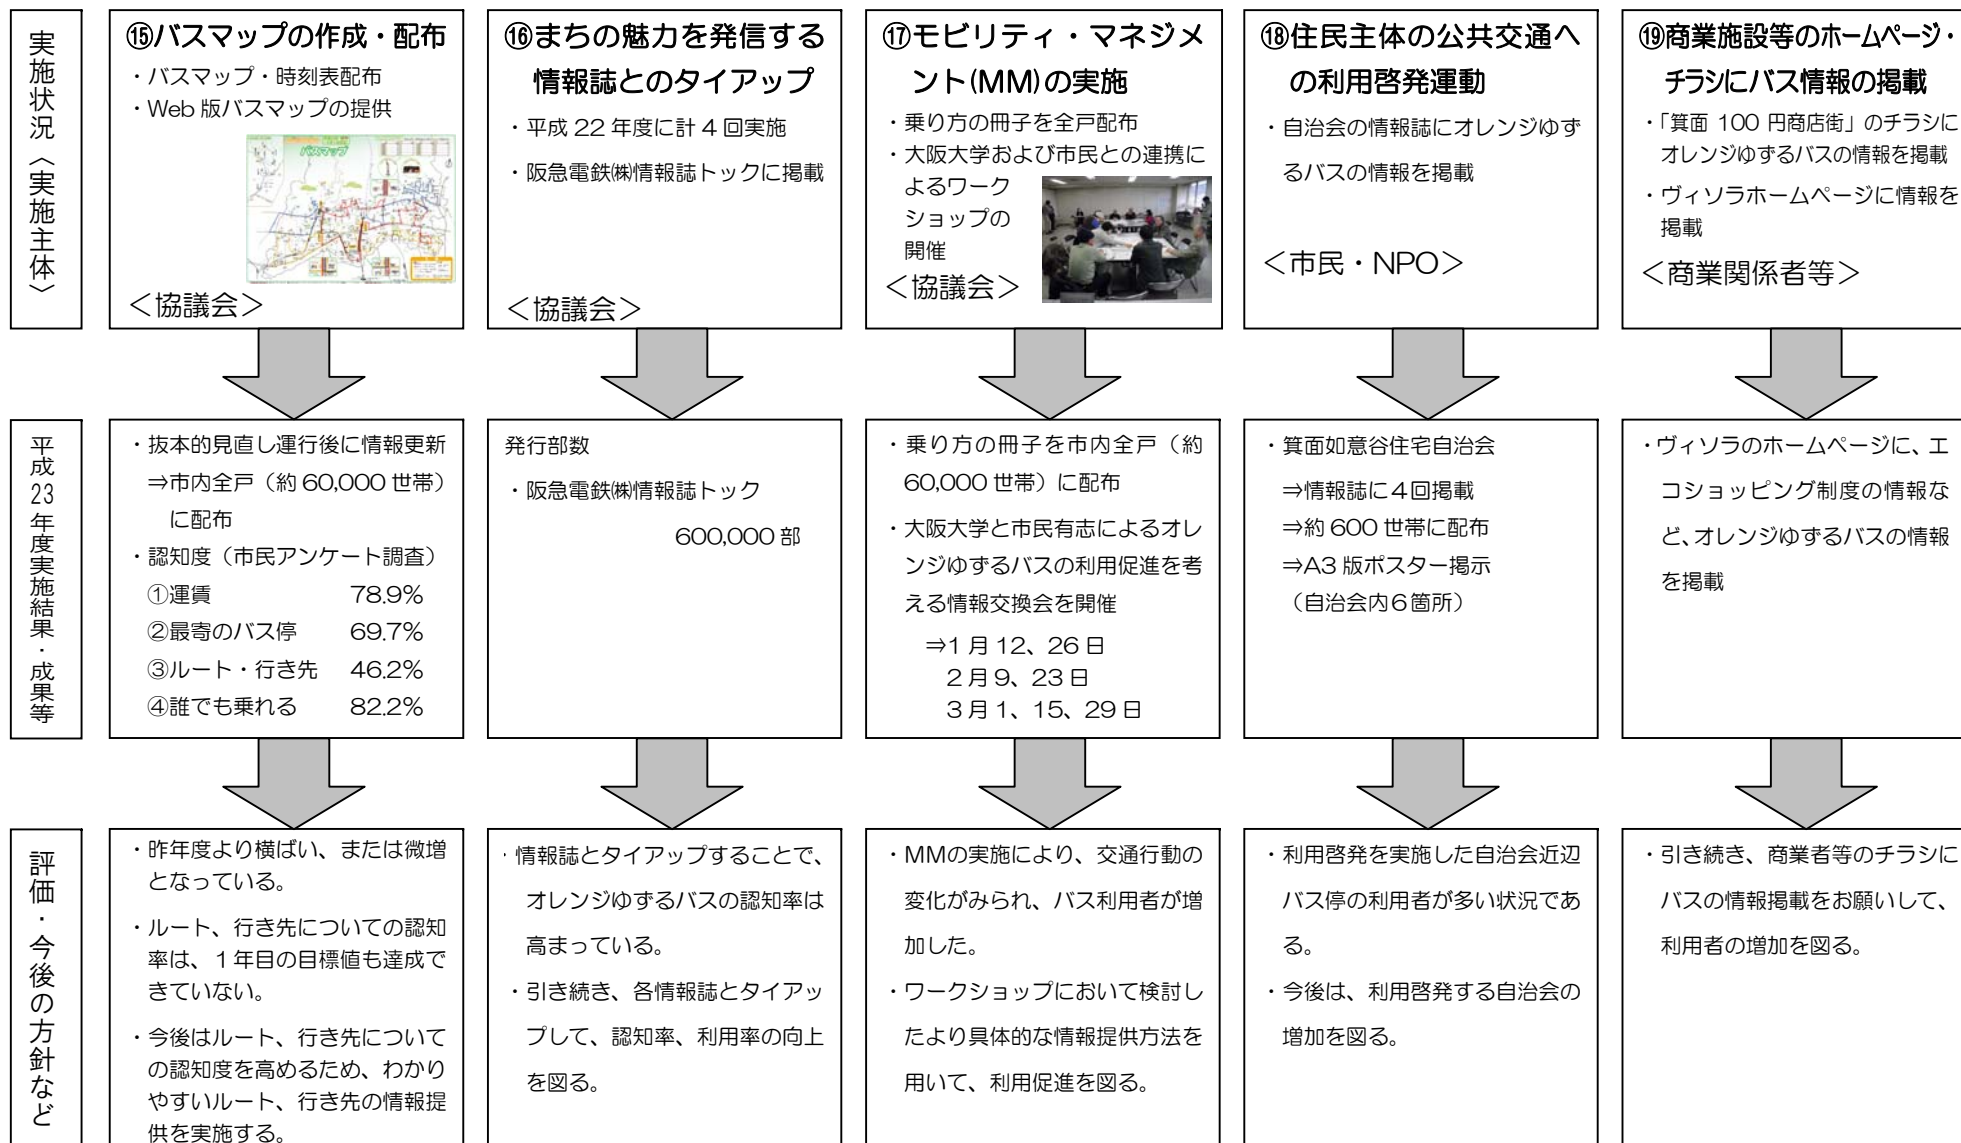 実施状況〈実施主体〉
⑮バスマップの作成・配布
・バスマップ・時刻表配布
・Web 版バスマップの提供
バスマップ
＜協議会＞
⑯まちの魅力を発信する
情報誌とのタイアップ
・平成 22 年度に計 4 回実施
・阪急電鉄㈱情報誌トックに掲載
＜協議会＞
⑰モビリティ・マネジメ
ント(MM)の実施
・乗り方の冊子を全戸配布
・大阪大学および市民との連携に
よるワーク
ショップの
開催
＜協議会＞
⑱住民主体の公共交通へ
の利用啓発運動
・自治会の情報誌にオレンジゆず
るバスの情報を掲載
＜市民・NPO＞
⑲商業施設等のホームページ・
チラシにバス情報の掲載
・「箕面 100 円商店街」のチラシに
オレンジゆずるバスの情報を掲載
・ヴィソラホームページに情報を
掲載
＜商業関係者等＞
平成23年度実施結果・成果等
・抜本的見直し運行後に情報更新
⇒市内全戸（約 60,000 世帯）
に配布
・認知度（市民アンケート調査）
①運賃 78.9%
②最寄のバス停 69.7%
③ルート・行き先 46.2%
④誰でも乗れる 82.2%
発行部数
・阪急電鉄㈱情報誌トック
600,000 部
・乗り方の冊子を市内全戸（約
60,000 世帯）に配布
・大阪大学と市民有志によるオレ
ンジゆずるバスの利用促進を考
える情報交換会を開催
⇒1 月 12、26 日
2 月 9、23 日
3 月 1、15、29 日
・箕面如意谷住宅自治会
⇒情報誌に４回掲載
⇒約 600 世帯に配布
⇒A3 版ポスター掲示
（自治会内６箇所）
・ヴィソラのホームページに、エ
コショッピング制度の情報な
ど、オレンジゆずるバスの情報
を掲載
評価・今後の方針など
・昨年度より横ばい、または微増
となっている。
・ルート、行き先についての認知
率は、１年目の目標値も達成で
きていない。
・今後はルート、行き先について
の認知度を高めるため、わかり
やすいルート、行き先の情報提
供を実施する。
・情報誌とタイアップすることで、
オレンジゆずるバスの認知率は
高まっている。
・引き続き、各情報誌とタイアッ
プして、認知率、利用率の向上
を図る。
・MMの実施により、交通行動の
変化がみられ、バス利用者が増
加した。
・ワークショップにおいて検討し
たより具体的な情報提供方法を
用いて、利用促進を図る。
・利用啓発を実施した自治会近辺
バス停の利用者が多い状況であ
る。
・今後は、利用啓発する自治会の
増加を図る。
・引き続き、商業者等のチラシに
バスの情報掲載をお願いして、
利用者の増加を図る。